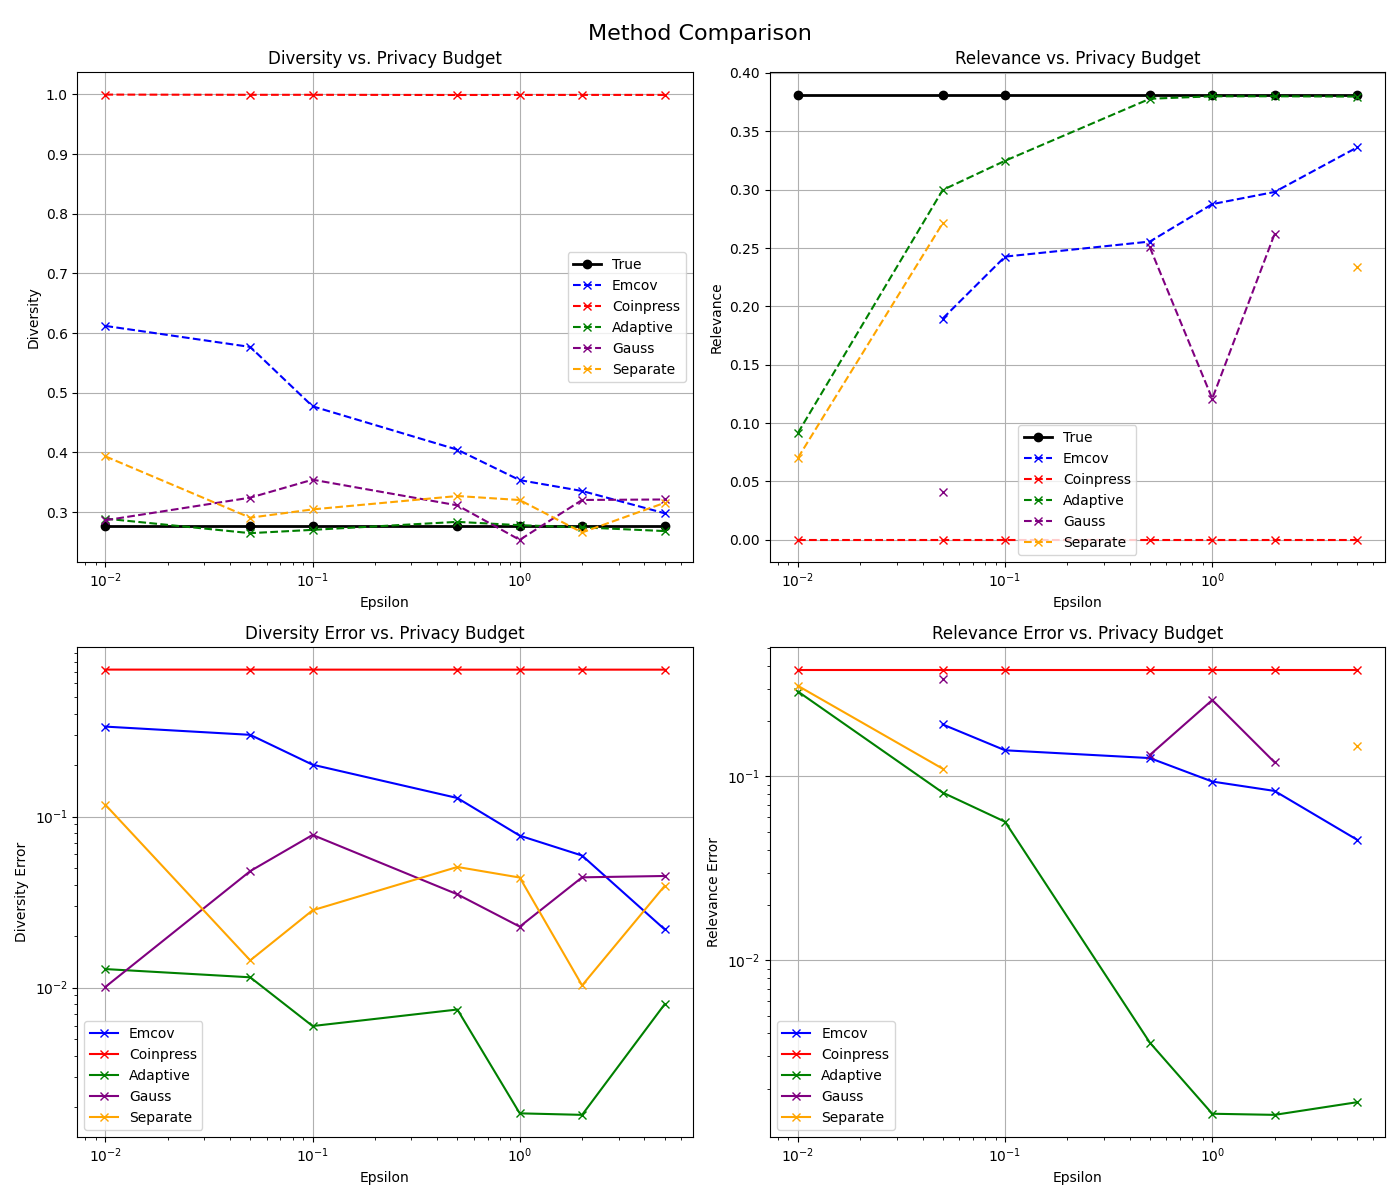 Method Comparison
Diversity vs. Privacy Budget
1.0
0.9
0.8
0.7
0.6
0.5
0.4
0.3
Diversity
True
Emcov
Coinpress
Adaptive
Gauss
Separate
10⁻²
10⁻¹
10⁰
Epsilon
Relevance vs. Privacy Budget
0.40
0.35
0.30
0.25
0.20
0.15
0.10
0.05
0.00
Relevance
True
Emcov
Coinpress
Adaptive
Gauss
Separate
10⁻²
10⁻¹
10⁰
Epsilon
Diversity Error vs. Privacy Budget
10⁻¹
10⁻²
Diversity Error
Emcov
Coinpress
Adaptive
Gauss
Separate
10⁻²
10⁻¹
10⁰
Epsilon
Relevance Error vs. Privacy Budget
10⁻¹
10⁻²
Relevance Error
Emcov
Coinpress
Adaptive
Gauss
Separate
10⁻²
10⁻¹
10⁰
Epsilon